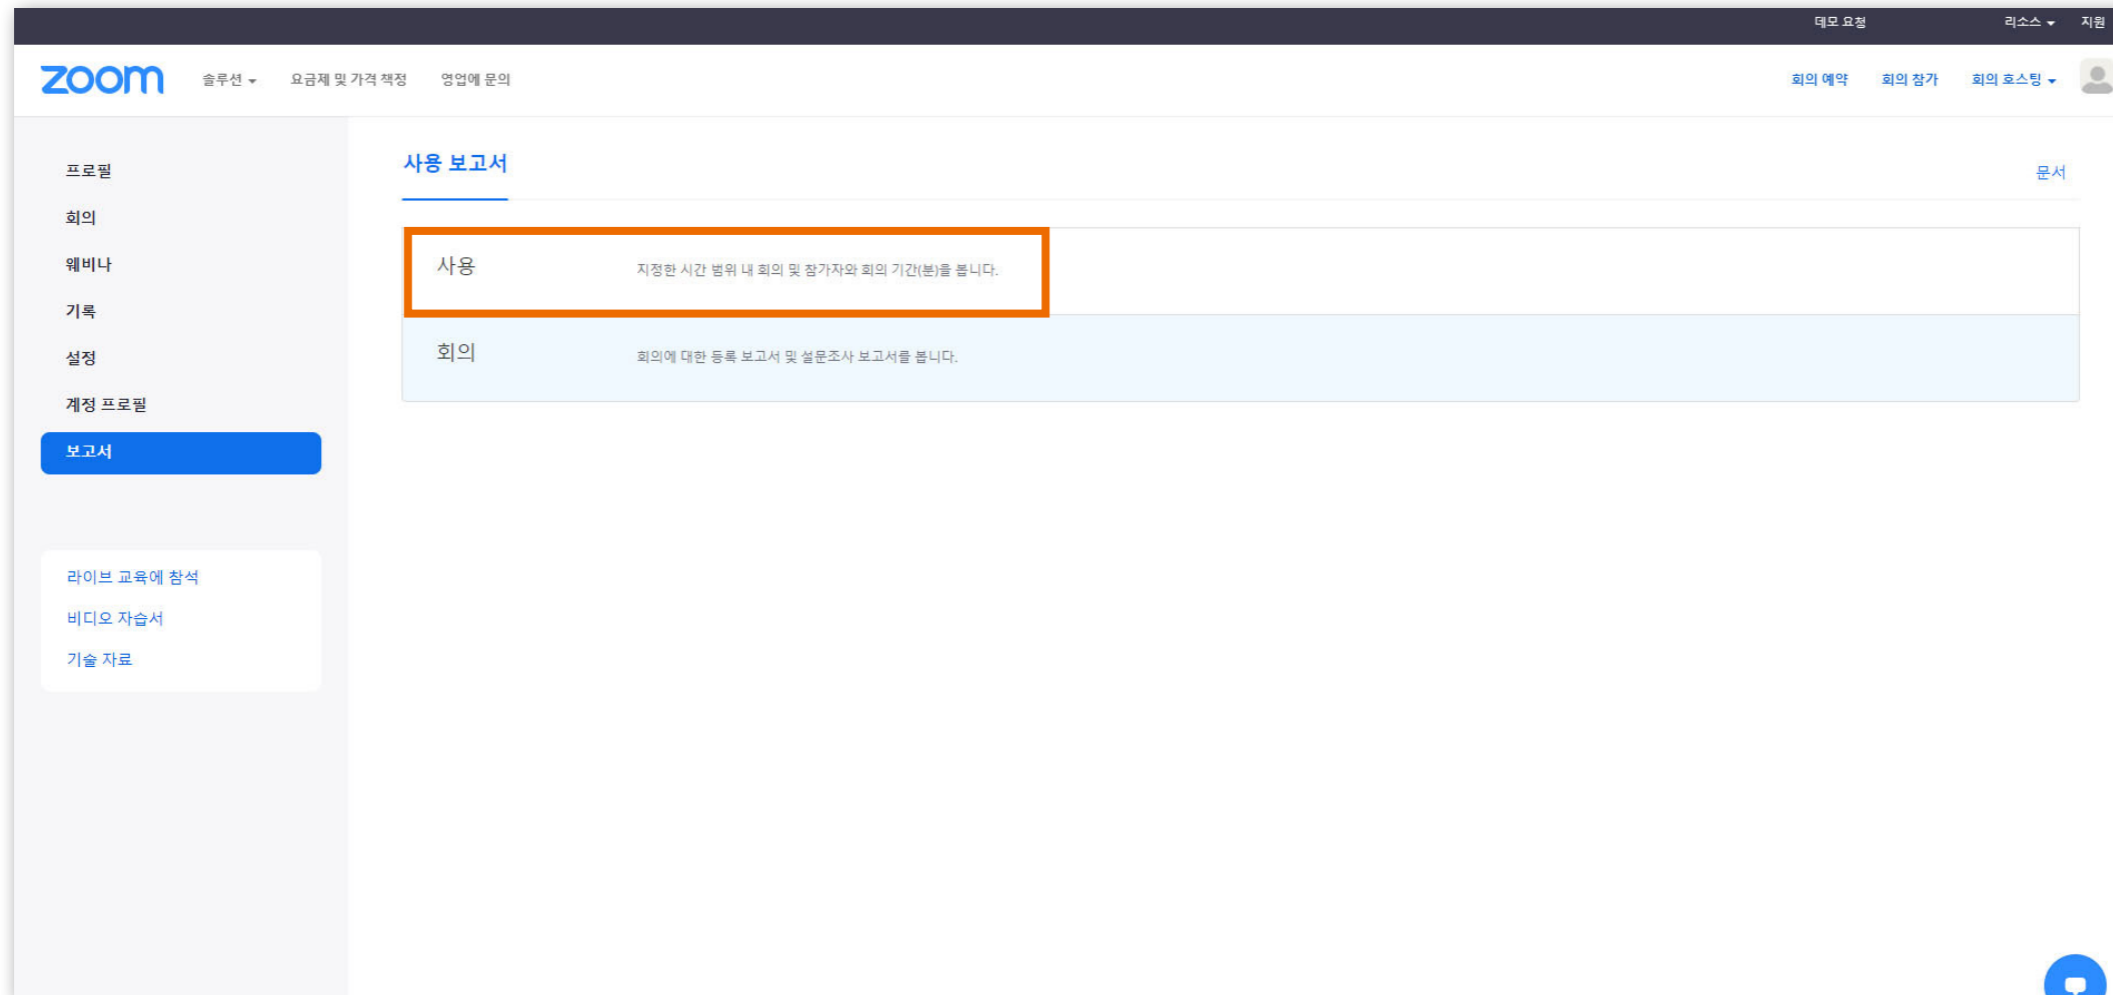 데모 요청 리소스 지원
zoom 솔루션 요금제 및 가격 책정 영업에 문의 회의 예약 회의 참가 회의 호스팅
프로필
회의
웨비나
기록
설정
계정 프로필
보고서
라이브 교육에 참석
비디오 자습서
기술 자료
사용 보고서 문서
사용 지정한 시간 범위 내 회의 및 참가자와 회의 기간(분)을 봅니다.
회의 회의에 대한 등록 보고서 및 설문조사 보고서를 봅니다.